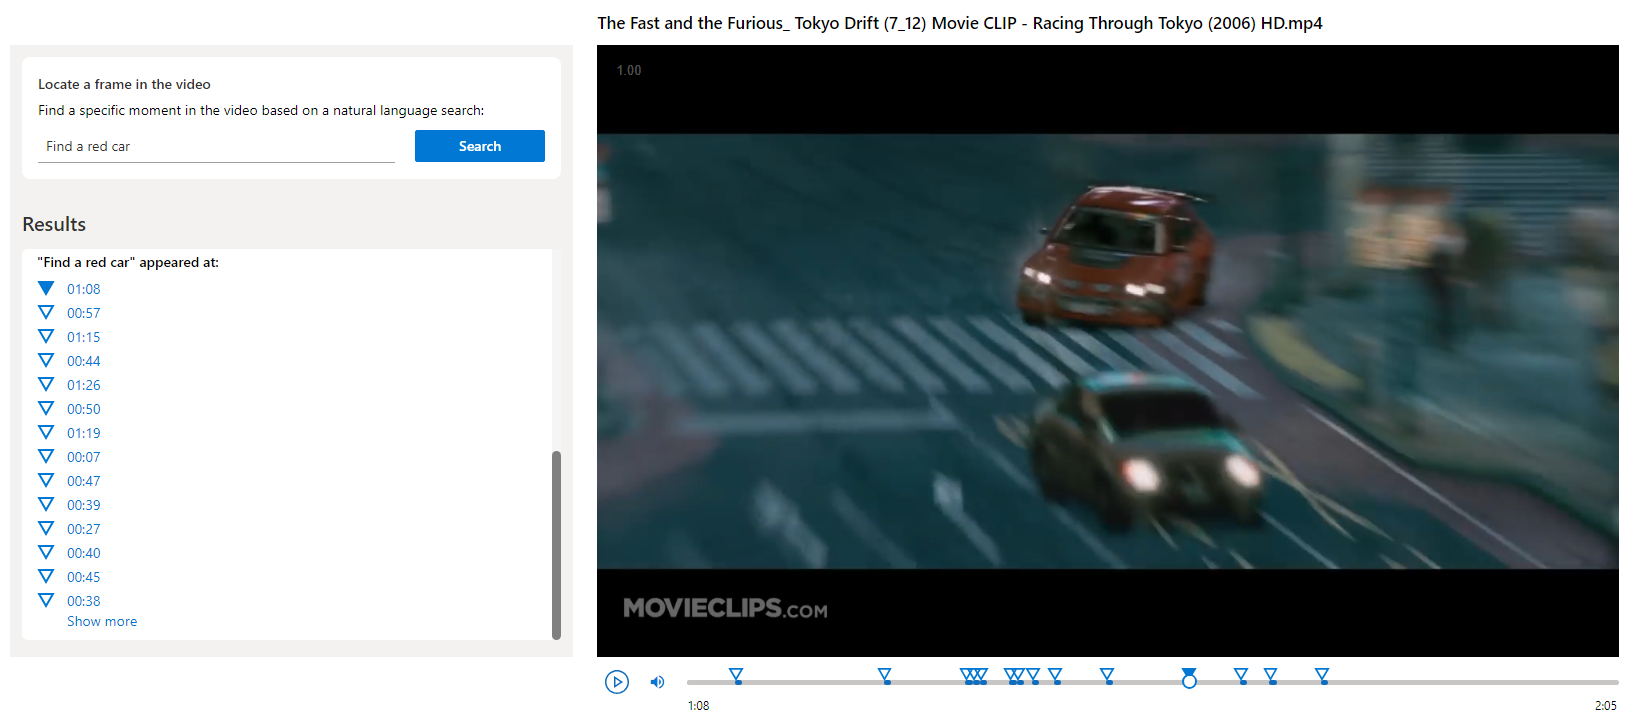 The Fast and the Furious_ Tokyo Drift (7_12) Movie CLIP - Racing Through Tokyo (2006) HD.mp4
Locate a frame in the video
Find a specific moment in the video based on a natural language search:
Find a red car
Search
Results
"Find a red car" appeared at:
01:08
00:57
01:15
00:44
01:26
00:50
01:19
00:07
00:47
00:39
00:27
00:40
00:45
00:38
Show more
1.00
MOVIECLIPS.COM
1:08
2:05